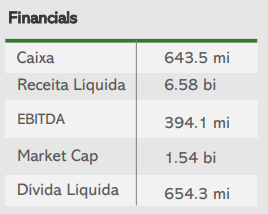 Financials
Caixa 643.5 mi
Receita Líquida 6.58 bi
EBITDA 394.1 mi
Market Cap 1.54 bi
Dívida Líquida 654.3 mi